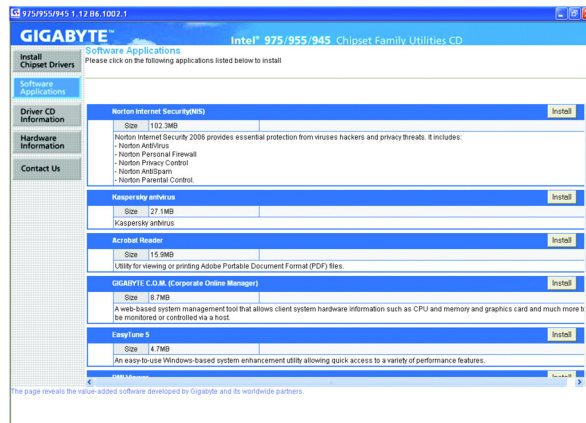 975/955/945 1.12 B6.1002.1
GIGABYTE™
Intel® 975/955/945 Chipset Family Utilities CD
Install
Chipset Drivers
Software
Applications
Driver CD
Information
Hardware
Information
Contact Us
Software Applications
Please click on the following applications listed below to install
Norton Internet Security(NIS) Install
Size 102.3MB
Norton Internet Security 2006 provides essential protection from viruses hackers and privacy threats. It includes:
- Norton AntiVirus
- Norton Personal Firewall
- Norton Privacy Control
- Norton AntiSpam
- Norton Parental Control.
Kaspersky antvirus Install
Size 27.1MB
Kaspersky antvirus
Acrobat Reader Install
Size 15.9MB
Utility for viewing or printing Adobe Portable Document Format (PDF) files.
GIGABYTE C.O.M. (Corporate Online Manager) Install
Size 8.7MB
A web-based system management tool that allows client system hardware information such as CPU and memory and graphics card and much more to
be monitored or controlled via a host.
EasyTune 5 Install
Size 4.7MB
An easy-to-use Windows-based system enhancement utility allowing quick access to a variety of performance features.
DMI Viewer Install
The page reveals the value-added software developed by Gigabyte and its worldwide partners.